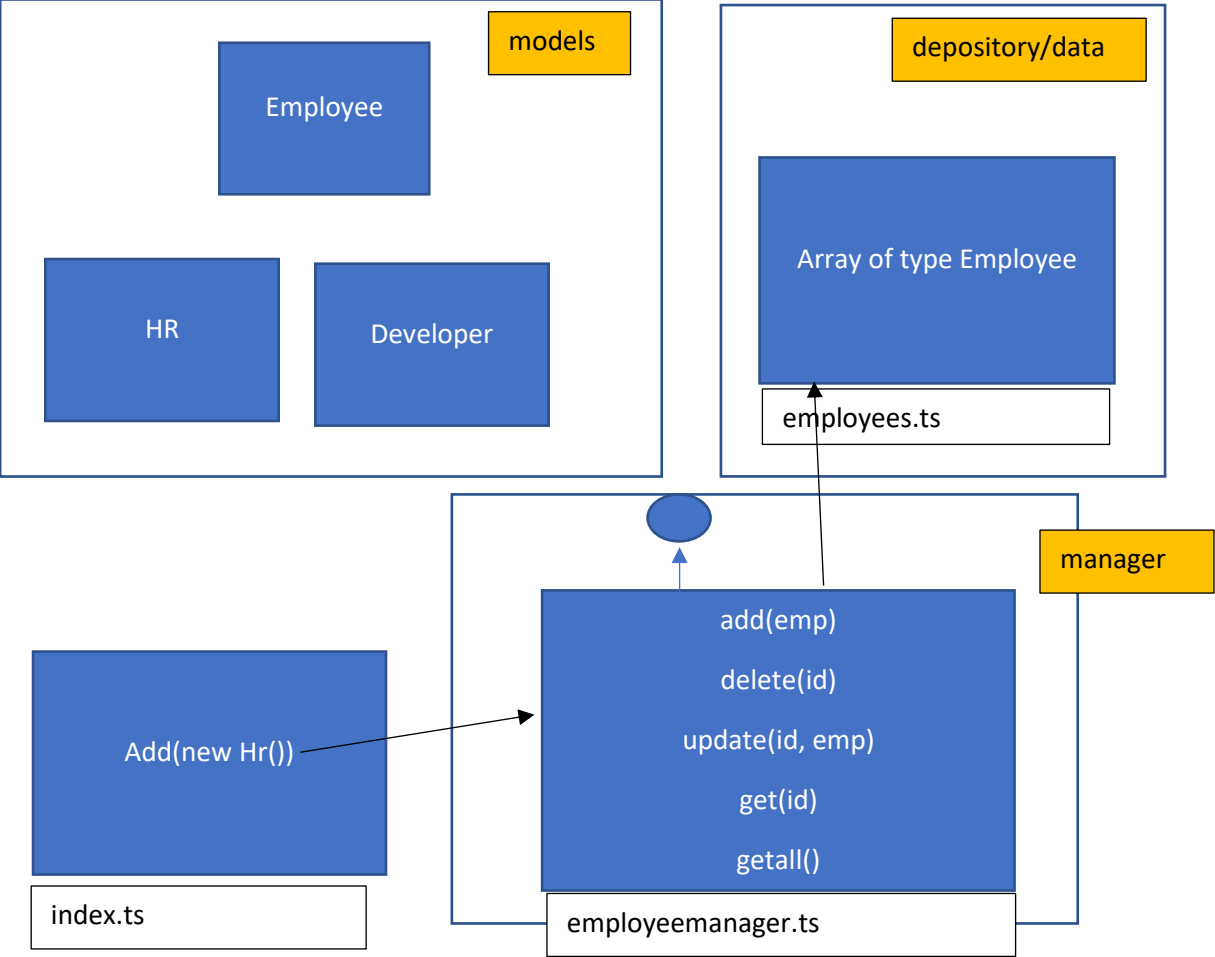 models
Employee
HR
Developer
depository/data
Array of type Employee
employees.ts
manager
add(emp)
delete(id)
update(id, emp)
get(id)
getall()
employeemanager.ts
Add(new Hr())
index.ts